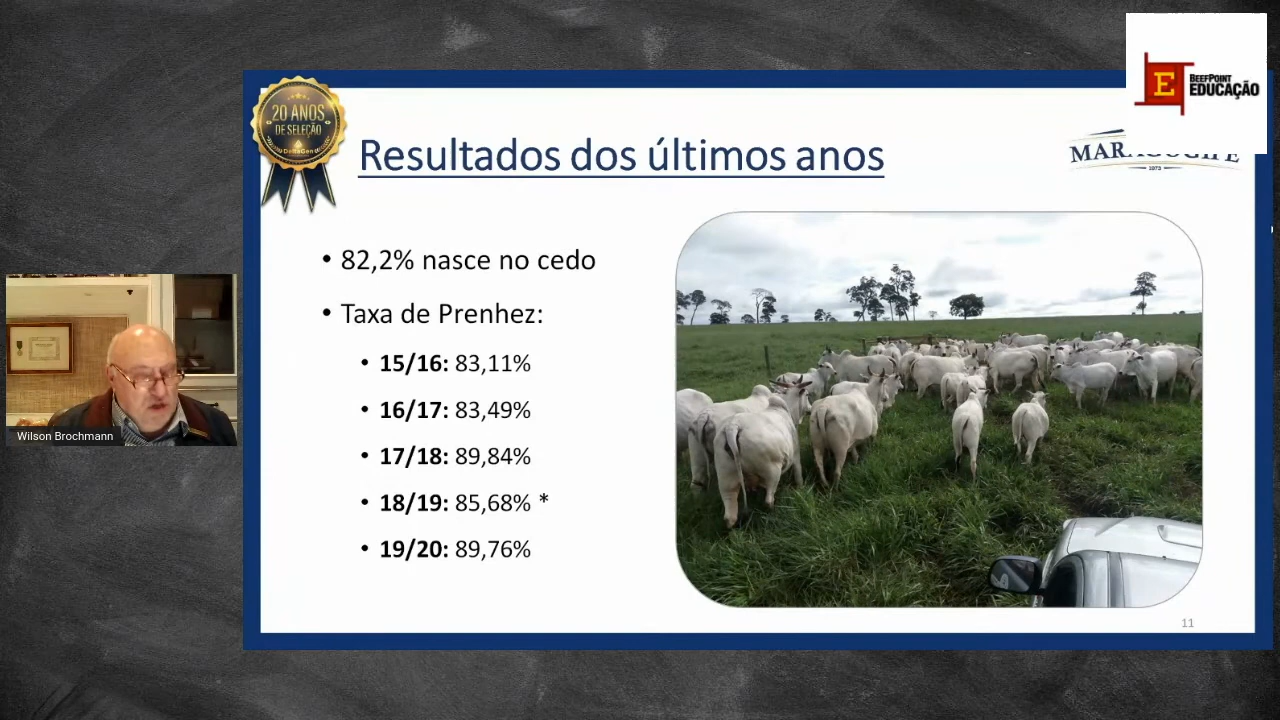 20 ANOS
DE SELEÇÃO
DeltaGen
E BEEFPOINT
EDUCAÇÃO
Resultados dos últimos anos
1973
• 82,2% nasce no cedo
• Taxa de Prenhez:
• 15/16: 83,11%
• 16/17: 83,49%
• 17/18: 89,84%
• 18/19: 85,68% *
• 19/20: 89,76%
Wilson Brochmann
11